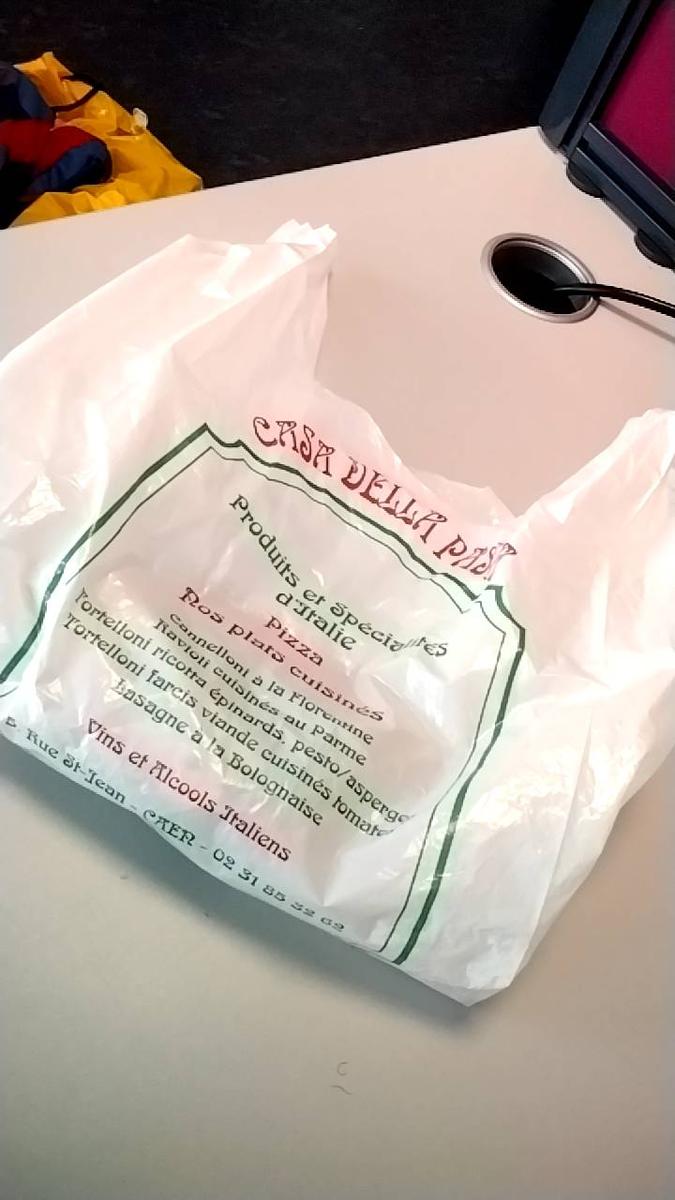 CASA DELLA PAST
Produits et Spécialités
d'Italie
Pizza
Nos plats cuisinés
Cannelloni à la Florentine
Ravioli cuisinés au Parme
Tortelloni ricotta épinards, pesto/asperge
Tortelloni farcis viande cuisinés tomate
Lasagne à la Bolognaise
Vins et Alcools Italiens
Rue St-Jean - CAEN - 02 31 85 32 62